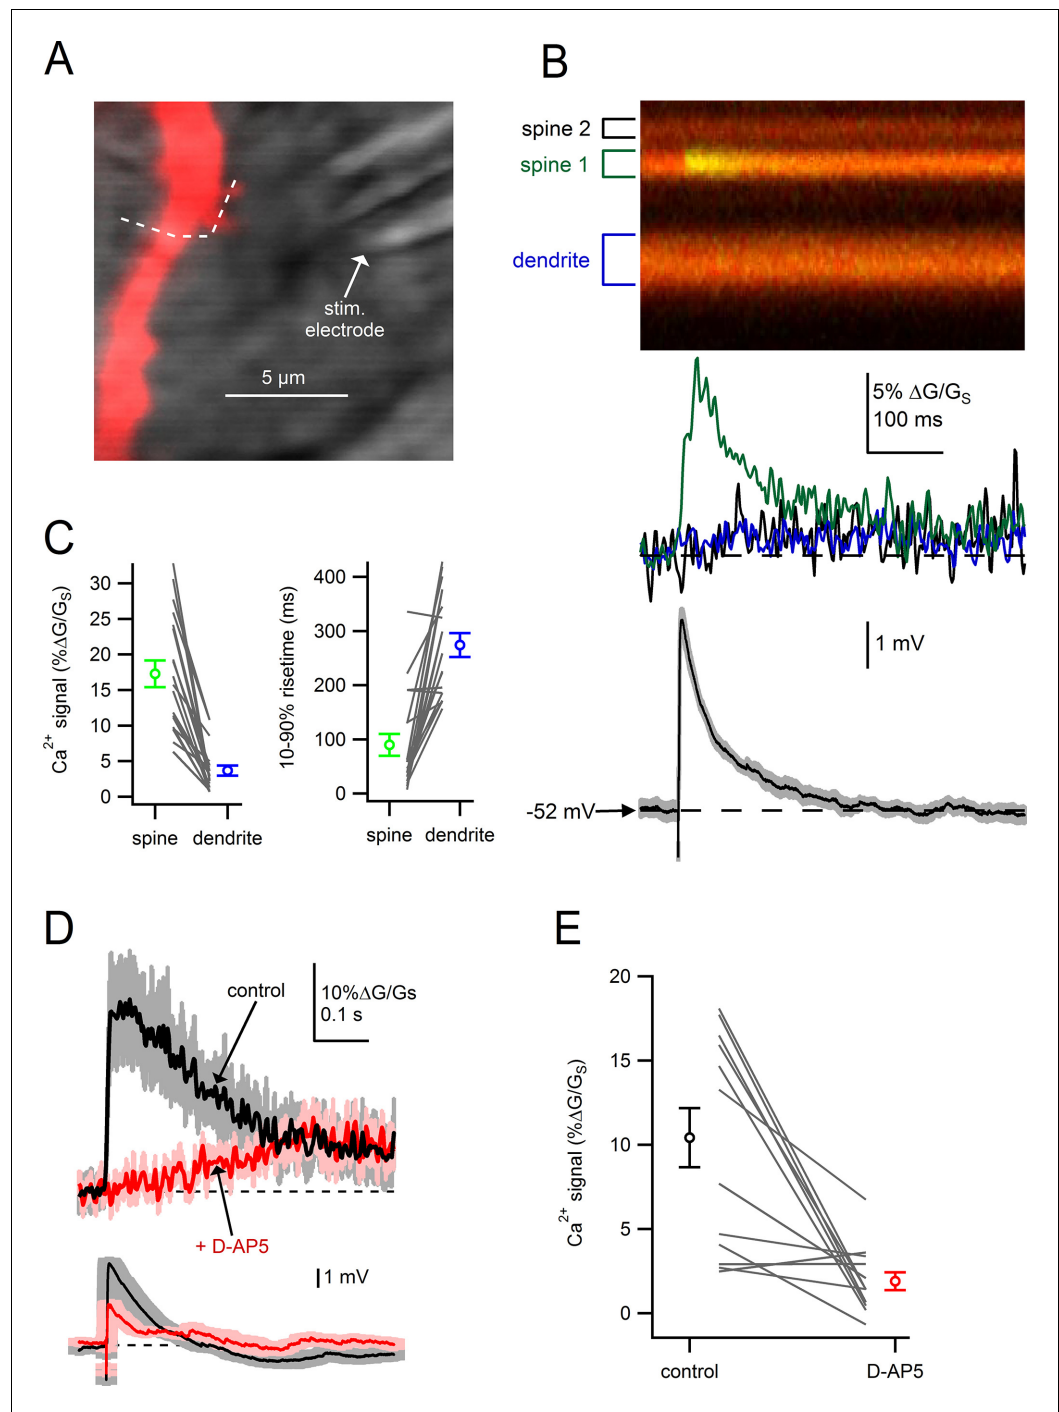 A
stim.
electrode
5 µm
B
spine 2
spine 1
dendrite
5% ΔG/GS
100 ms
1 mV
-52 mV
C
Ca2+ signal (%ΔG/GS)
30
25
20
15
10
5
0
spine
dendrite
10-90% risetime (ms)
400
300
200
100
0
spine
dendrite
D
control
10%ΔG/Gs
0.1 s
+ D-AP5
1 mV
E
Ca2+ signal (%ΔG/GS)
20
15
10
5
0
control
D-AP5